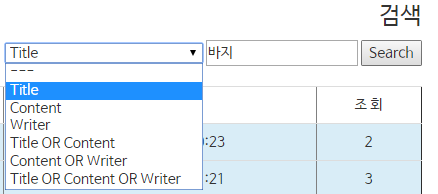 검색
Title ▼ 바지 Search
---
Title
Content
Writer
Title OR Content
Content OR Writer
Title OR Content OR Writer
조회
:23 2
:21 3